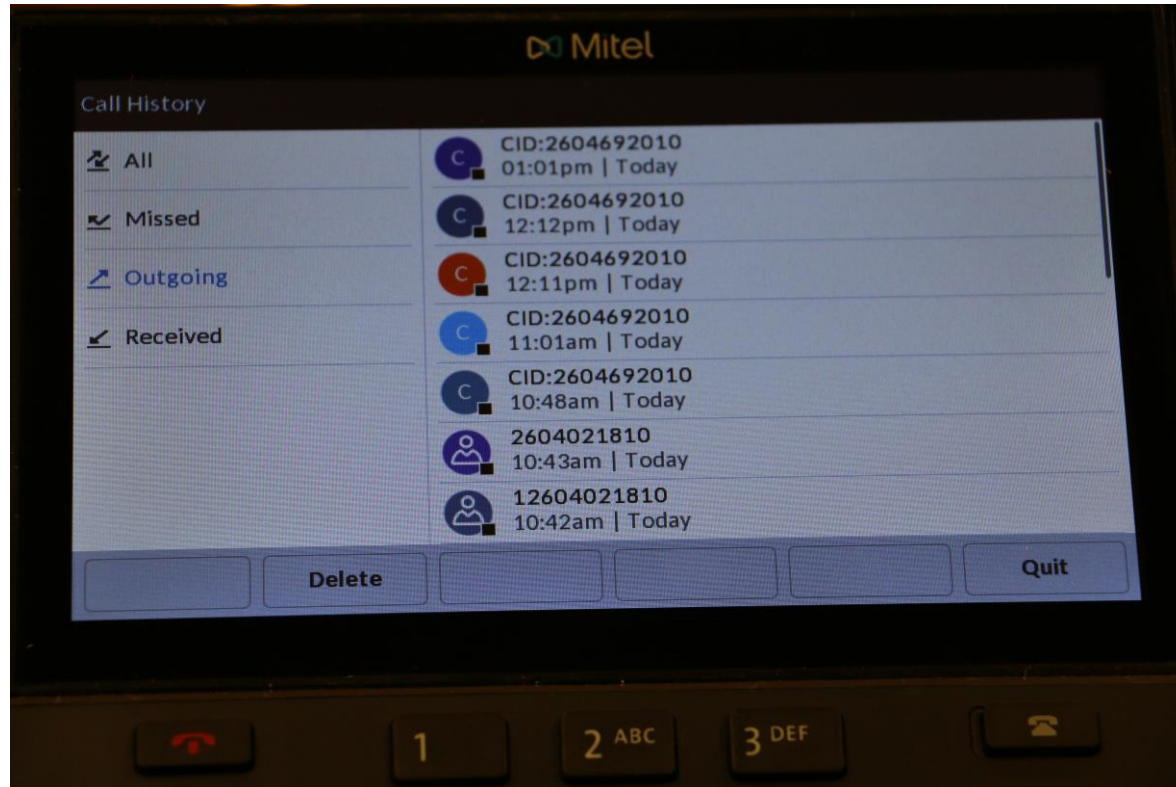 Mitel
Call History
All
Missed
Outgoing
Received
C
CID:2604692010
01:01pm | Today
C
CID:2604692010
12:12pm | Today
C
CID:2604692010
12:11pm | Today
C
CID:2604692010
11:01am | Today
C
CID:2604692010
10:48am | Today
2604021810
10:43am | Today
12604021810
10:42am | Today
Delete
Quit
1
2 ABC
3 DEF